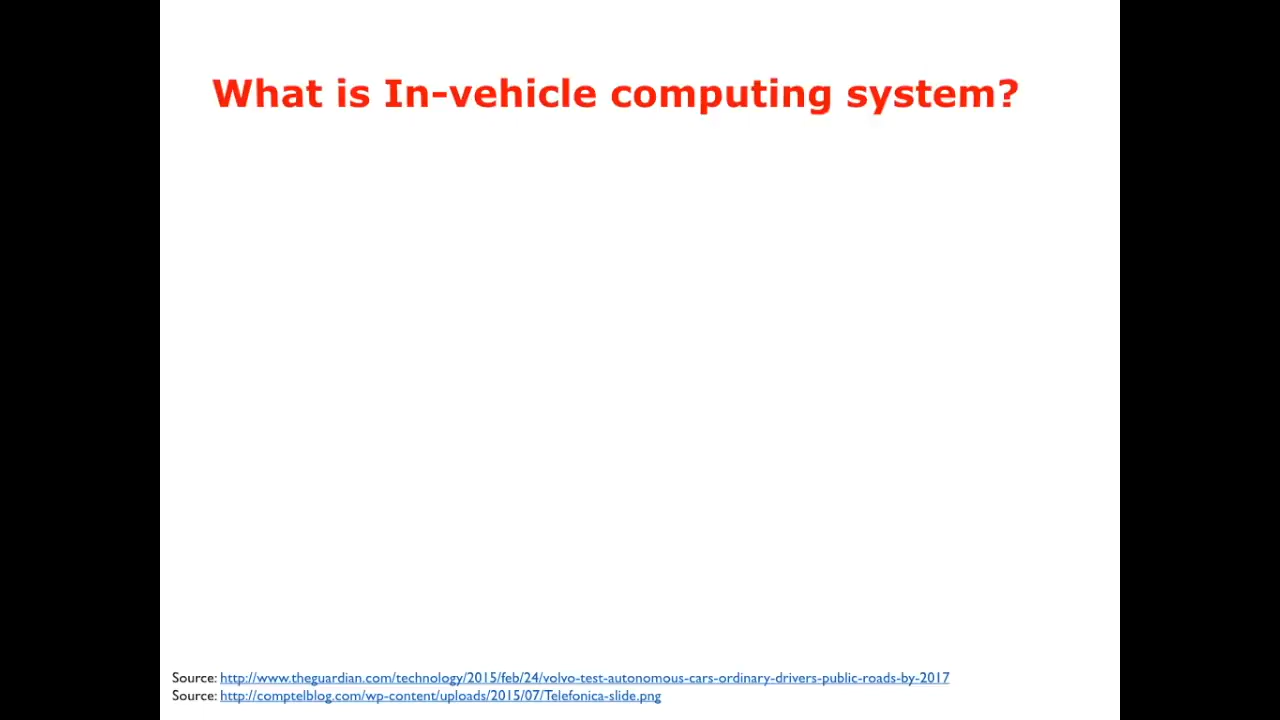 What is In-vehicle computing system?
Source: http://www.theguardian.com/technology/2015/feb/24/volvo-test-autonomous-cars-ordinary-drivers-public-roads-by-2017
Source: http://comptelblog.com/wp-content/uploads/2015/07/Telefonica-slide.png